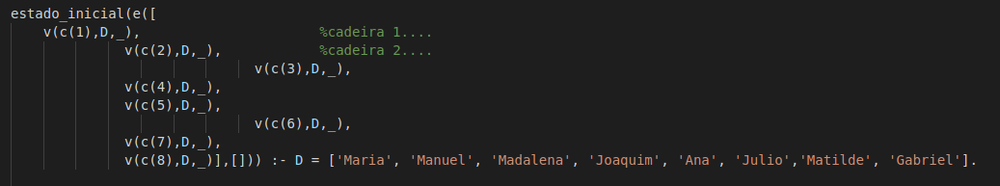 estado_inicial(e([
v(c(1),D,_), %cadeira 1....
v(c(2),D,_), %cadeira 2....
v(c(3),D,_),
v(c(4),D,_),
v(c(5),D,_),
v(c(6),D,_),
v(c(7),D,_),
v(c(8),D,_)],[])) :- D = ['Maria', 'Manuel', 'Madalena', 'Joaquim', 'Ana', 'Julio','Matilde', 'Gabriel'].